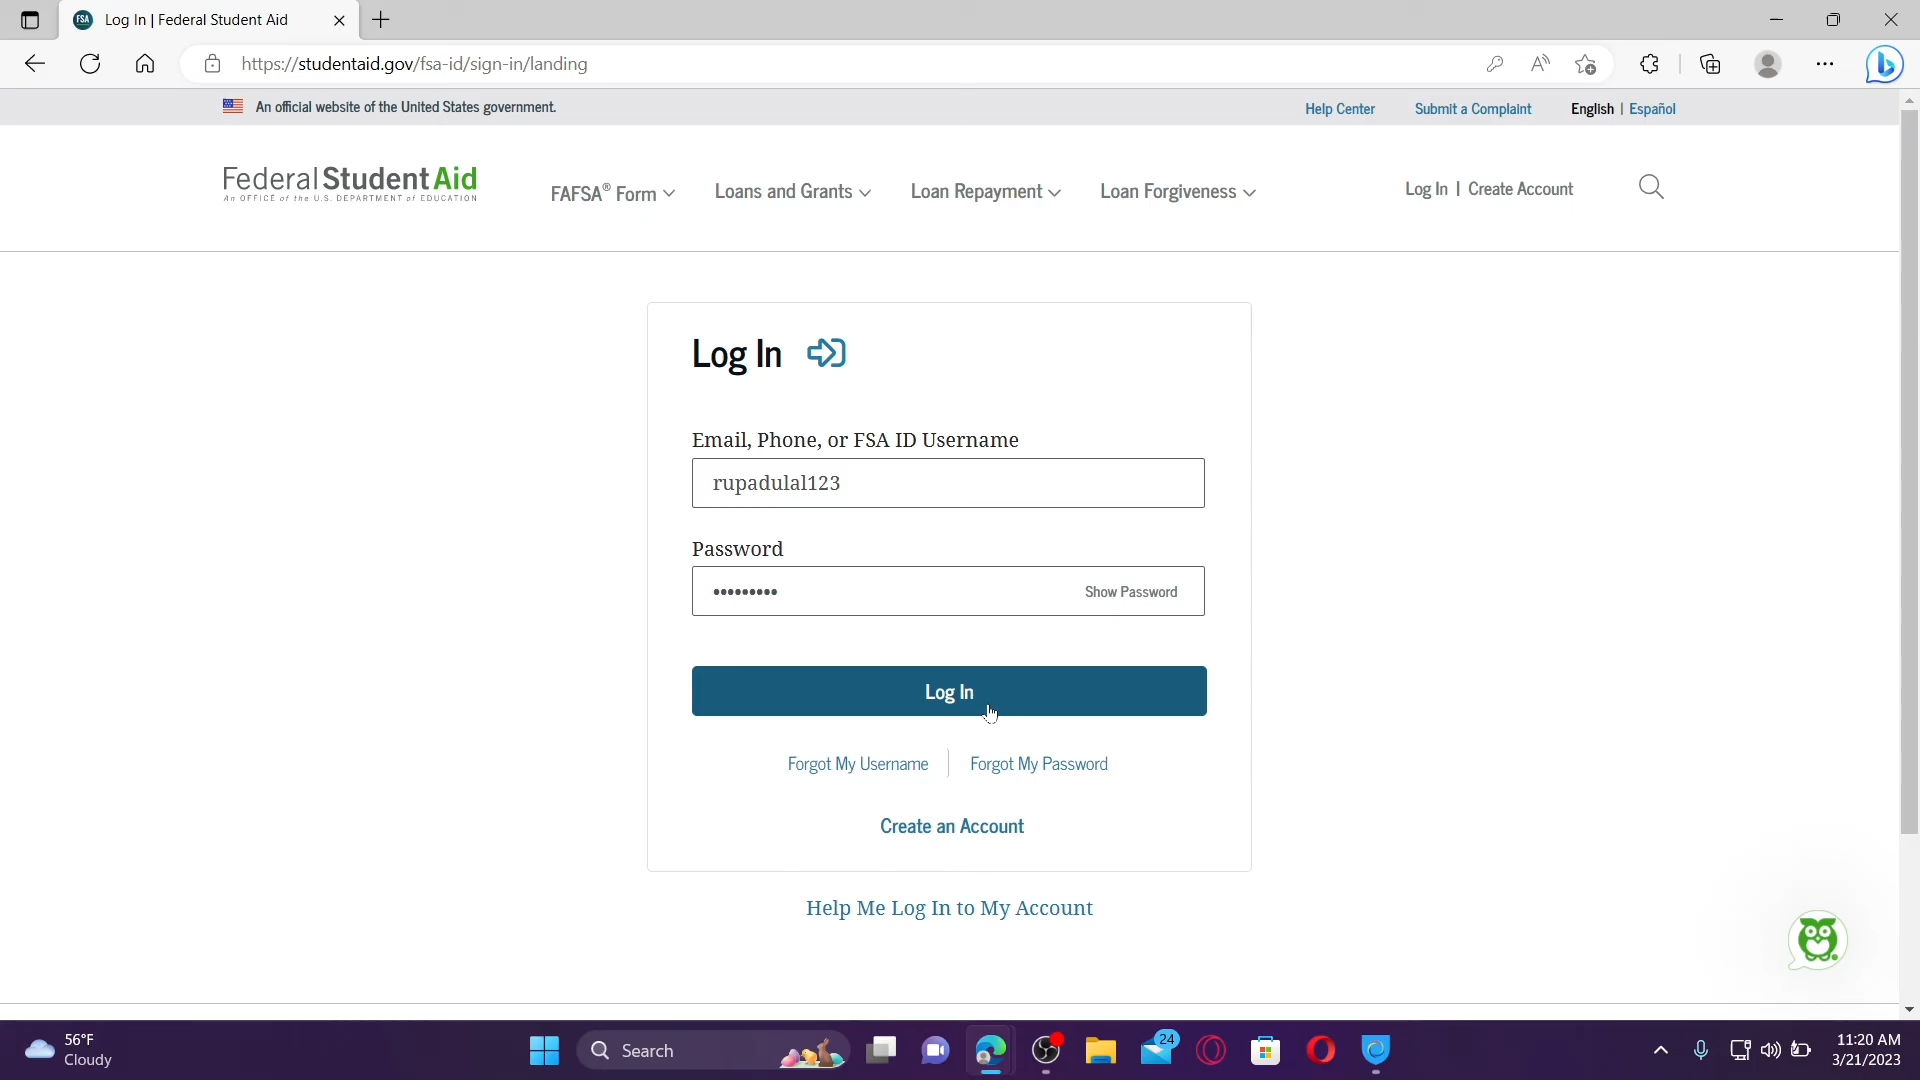 Log In | Federal Student Aid
https://studentaid.gov/fsa-id/sign-in/landing
An official website of the United States government.
Help Center
Submit a Complaint
English | Español
Federal Student Aid
An OFFICE of the U.S. DEPARTMENT of EDUCATION
FAFSA® Form
Loans and Grants
Loan Repayment
Loan Forgiveness
Log In | Create Account
Log In
Email, Phone, or FSA ID Username
rupadulal123
Password
•••••••••
Show Password
Log In
Forgot My Username
Forgot My Password
Create an Account
Help Me Log In to My Account
56°F
Cloudy
Search
24
11:20 AM
3/21/2023